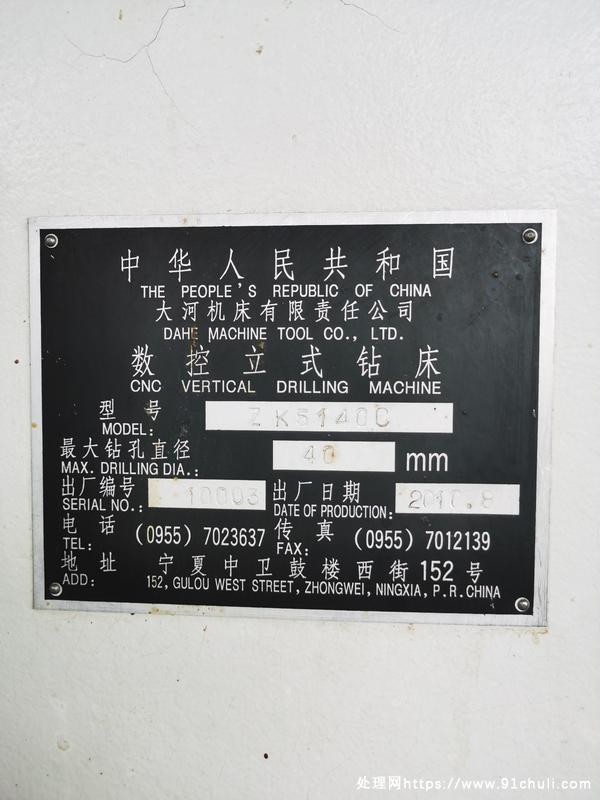 中华人民共和国
THE PEOPLE'S REPUBLIC OF CHINA
大河机床有限责任公司
DAHE MACHINE TOOL CO., LTD.
数控立式钻床
CNC VERTICAL DRILLING MACHINE
型号 ZK5140C
MODEL:
最大钻孔直径 40 mm
MAX. DRILLING DIA.:
出厂编号 10003 出厂日期
SERIAL NO.: DATE OF PRODUCTION:
电话 (0955) 7023637 传真 (0955) 7012139
TEL: FAX:
地址 宁夏中卫鼓楼西街152号
ADD: 152, GULOU WEST STREET, ZHONGWEI, NINGXIA, P.R.CHINA
处理网https://www.91chuli.com